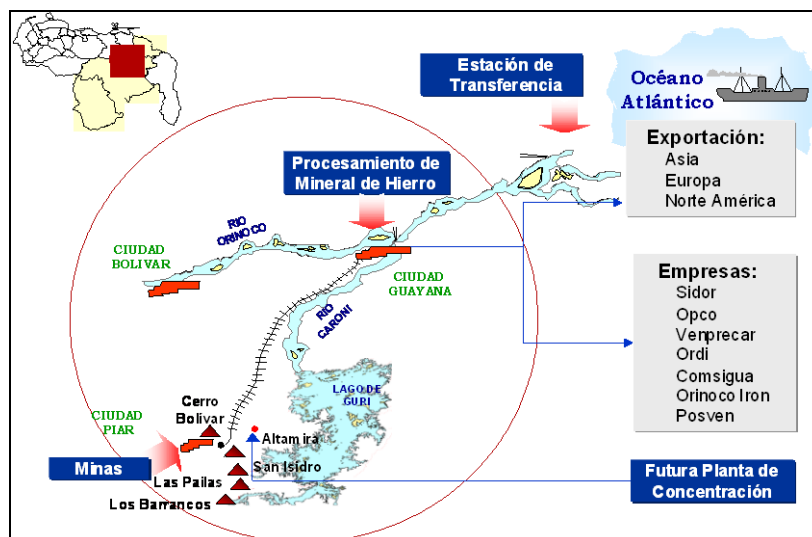 Estación de
Transferencia
Océano
Atlántico
Exportación:
Asia
Europa
Norte América
Procesamiento de
Mineral de Hierro
RIO
ORINOCO
CIUDAD
BOLIVAR
CIUDAD
GUAYANA
RIO
CARONI
Empresas:
Sidor
Opco
Venprecar
Ordi
Comsigua
Orinoco Iron
Posven
LAGO DE
GURI
Cerro
Bolivar
CIUDAD
PIAR
Altamira
Minas
San Isidro
Las Pailas
Los Barrancos
Futura Planta de
Concentración